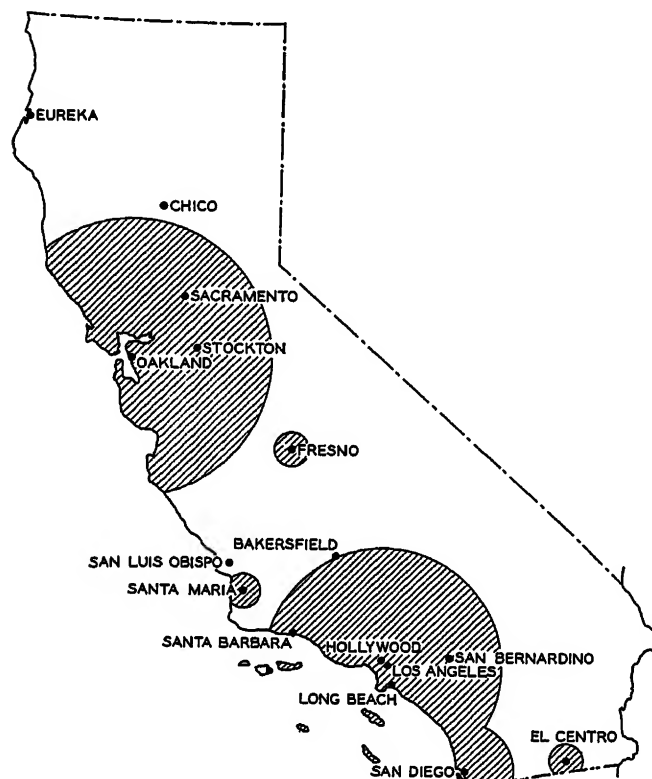 EUREKA
CHICO
SACRAMENTO
STOCKTON
OAKLAND
FRESNO
BAKERSFIELD
SAN LUIS OBISPO
SANTA MARIA
SANTA BARBARA
HOLLYWOOD
SAN BERNARDINO
LOS ANGELES
LONG BEACH
EL CENTRO
SAN DIEGO